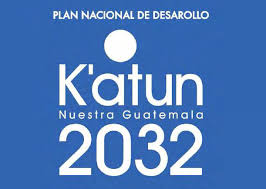 PLAN NACIONAL DE DESAROLLO
K'atun
Nuestra Guatemala
2032